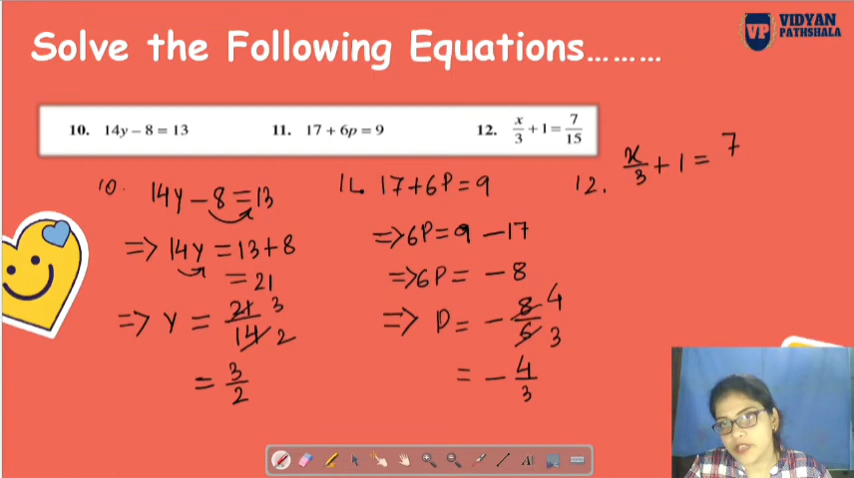 Solve the Following Equations.........
VP
VIDYAN
PATHSHALA
10. 14y – 8 = 13
11. 17 + 6p = 9
12. x/3 + 1 = 7/15
10. 14Y – 8 = 13
=> 14Y = 13+8
= 21
=> Y = 21/14 3/2
= 3/2
11. 17+6P = 9
=> 6P = 9 – 17
=> 6P = – 8
=> P = – 8/6 4/3
= – 4/3
12. x/3 + 1 = 7